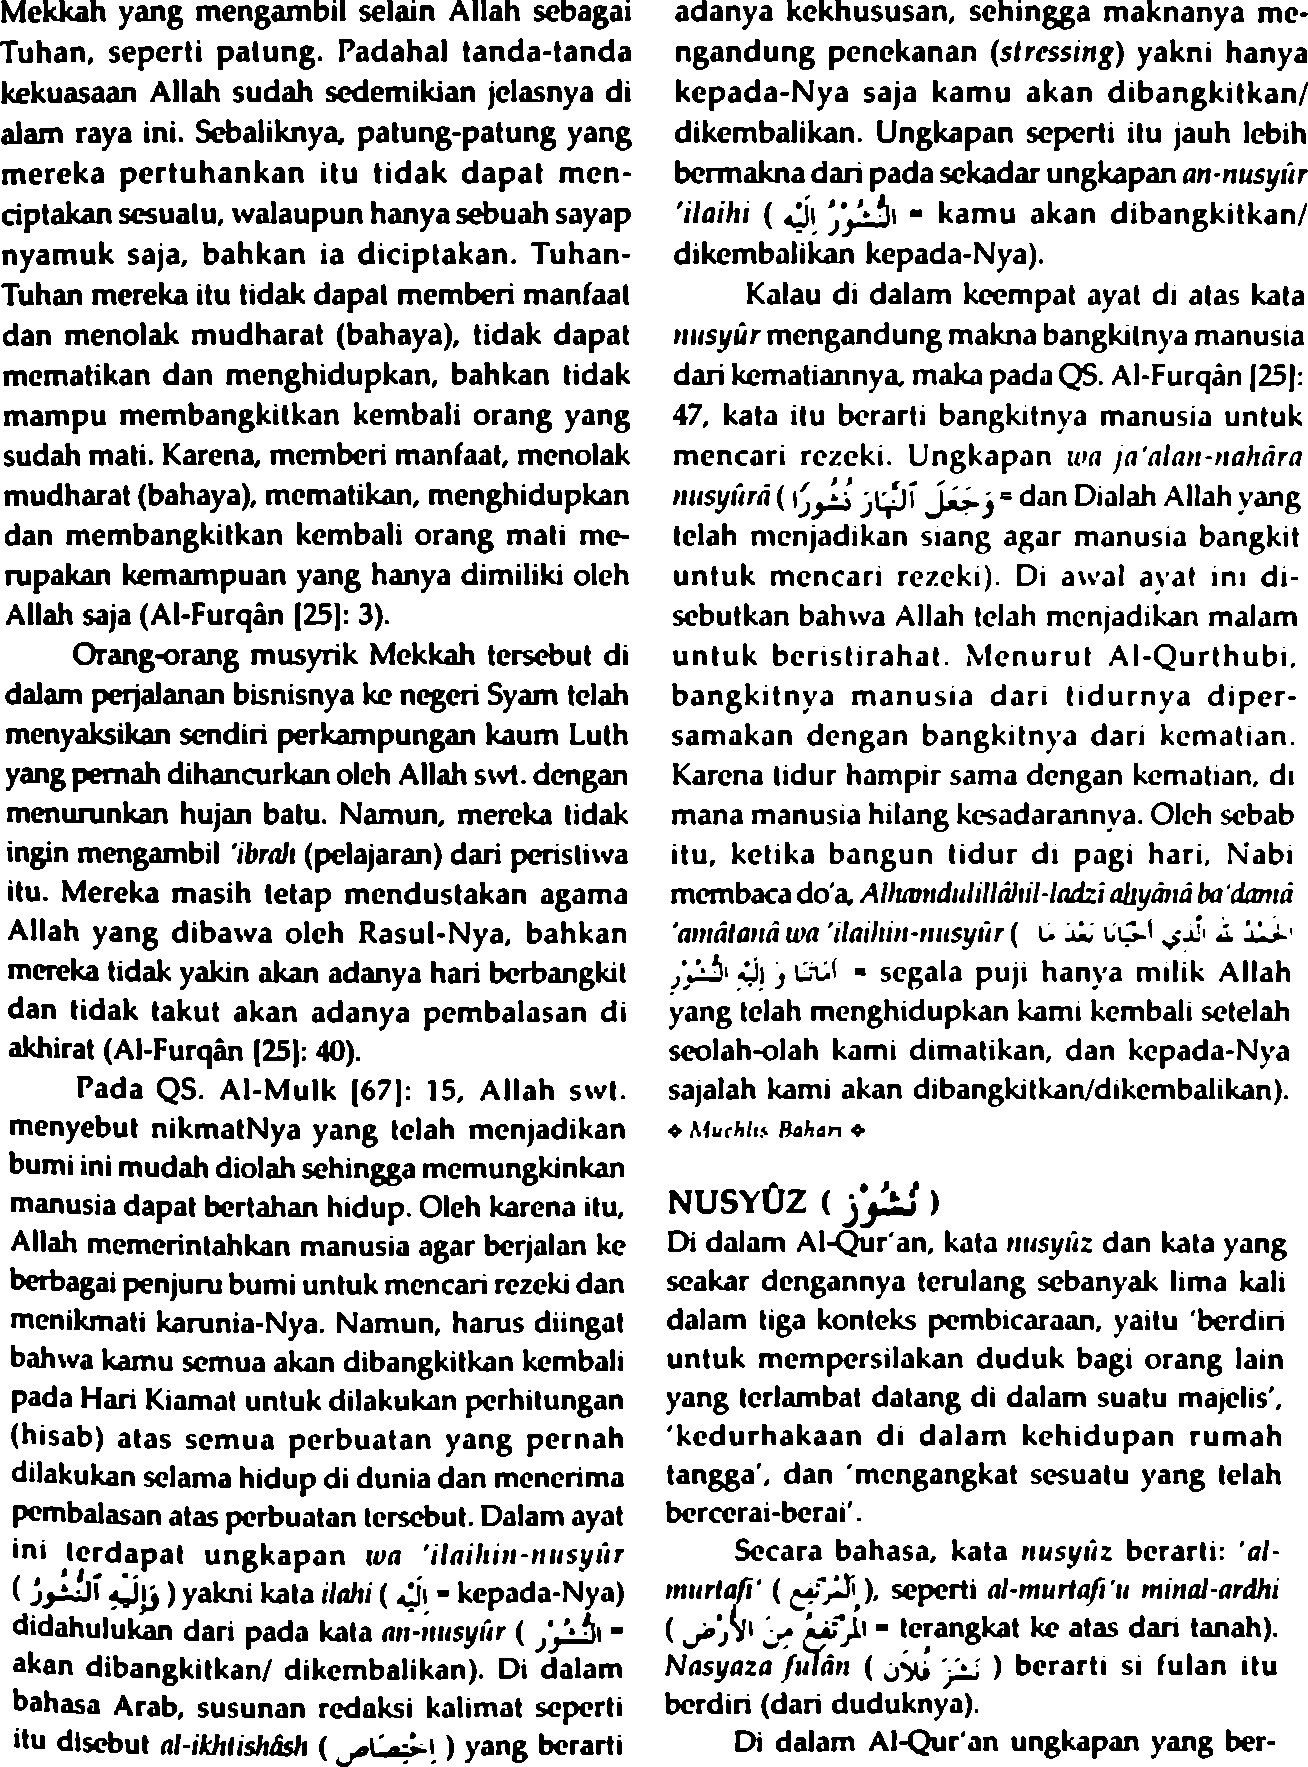 Mekkah yang mengambil selain Allah sebagai
Tuhan, seperti patung. Padahal tanda-tanda
kekuasaan Allah sudah sedemikian jelasnya di
alam raya ini. Sebaliknya, patung-patung yang
mereka pertuhankan itu tidak dapat men-
ciptakan sesuatu, walaupun hanya sebuah sayap
nyamuk saja, bahkan ia diciptakan. Tuhan-
Tuhan mereka itu tidak dapat memberi manfaat
dan menolak mudharat (bahaya), tidak dapat
mematikan dan menghidupkan, bahkan tidak
mampu membangkitkan kembali orang yang
sudah mati. Karena, memberi manfaat, menolak
mudharat (bahaya), mematikan, menghidupkan
dan membangkitkan kembali orang mati me-
rupakan kemampuan yang hanya dimiliki oleh
Allah saja (Al-Furqân [25]: 3).
Orang-orang musyrik Mekkah tersebut di
dalam perjalanan bisnisnya ke negeri Syam telah
menyaksikan sendiri perkampungan kaum Luth
yang pernah dihancurkan oleh Allah swt. dengan
menurunkan hujan batu. Namun, mereka tidak
ingin mengambil 'ibrah (pelajaran) dari peristiwa
itu. Mereka masih tetap mendustakan agama
Allah yang dibawa oleh Rasul-Nya, bahkan
mereka tidak yakin akan adanya hari berbangkit
dan tidak takut akan adanya pembalasan di
akhirat (Al-Furqân [25]: 40).
Pada QS. Al-Mulk [67]: 15, Allah swt.
menyebut nikmatNya yang telah menjadikan
bumi ini mudah diolah sehingga memungkinkan
manusia dapat bertahan hidup. Oleh karena itu,
Allah memerintahkan manusia agar berjalan ke
berbagai penjuru bumi untuk mencari rezeki dan
menikmati karunia-Nya. Namun, harus diingat
bahwa kamu semua akan dibangkitkan kembali
pada Hari Kiamat untuk dilakukan perhitungan
(hisab) atas semua perbuatan yang pernah
dilakukan selama hidup di dunia dan menerima
pembalasan atas perbuatan tersebut. Dalam ayat
ini terdapat ungkapan wa 'ilaihin-nusyûr
( وَإِلَيْهِ ٱلنُّشُورُ ) yakni kata ilahi ( إِلَيْهِ = kepada-Nya)
didahulukan dari pada kata an-nusyûr ( النُّشُوْرُ =
akan dibangkitkan/ dikembalikan). Di dalam
bahasa Arab, susunan redaksi kalimat seperti
itu disebut al-ikhtishâsh ( اِخْتِصَاص ) yang berarti
adanya kekhususan, sehingga maknanya me-
ngandung penekanan (stressing) yakni hanya
kepada-Nya saja kamu akan dibangkitkan/
dikembalikan. Ungkapan seperti itu jauh lebih
bermakna dari pada sekadar ungkapan an-nusyûr
'ilaihi ( النُّشُوْرُ إِلَيْهِ = kamu akan dibangkitkan/
dikembalikan kepada-Nya).
Kalau di dalam keempat ayat di atas kata
nusyûr mengandung makna bangkitnya manusia
dari kematiannya, maka pada QS. Al-Furqân [25]:
47, kata itu berarti bangkitnya manusia untuk
mencari rezeki. Ungkapan wa ja'alan-nahâra
nusyûrâ ( وَجَعَلَ ٱلنَّهَارَ نُشُورًا = dan Dialah Allah yang
telah menjadikan siang agar manusia bangkit
untuk mencari rezeki). Di awal ayat ini di-
sebutkan bahwa Allah telah menjadikan malam
untuk beristirahat. Menurut Al-Qurthubi,
bangkitnya manusia dari tidurnya diper-
samakan dengan bangkitnya dari kematian.
Karena tidur hampir sama dengan kematian, di
mana manusia hilang kesadarannya. Oleh sebab
itu, ketika bangun tidur di pagi hari, Nabi
membaca do'a, Alhamdulillâhil-ladzî aḫyânâ ba'damâ
'amâtanâ wa 'ilaihin-nusyûr ( الْحَمْدُ للهِ الَّذِي أَحْيَانَا بَعْدَ مَا
أَمَاتَنَا وَ إِلَيْهِ النُّشُوْرِ = segala puji hanya milik Allah
yang telah menghidupkan kami kembali setelah
seolah-olah kami dimatikan, dan kepada-Nya
sajalah kami akan dibangkitkan/dikembalikan).
❖ Muchlis Bahan ❖
NUSYÛZ ( نُشُوْز )
Di dalam Al-Qur'an, kata nusyûz dan kata yang
seakar dengannya terulang sebanyak lima kali
dalam tiga konteks pembicaraan, yaitu 'berdiri
untuk mempersilakan duduk bagi orang lain
yang terlambat datang di dalam suatu majelis',
'kedurhakaan di dalam kehidupan rumah
tangga', dan 'mengangkat sesuatu yang telah
bercerai-berai'.
Secara bahasa, kata nusyûz berarti: 'al-
murtafi' ( الْمُرْتَفِع ), seperti al-murtafi'u minal-ardhi
( الْمُرْتَفِعُ مِنَ الأَرْضِ = terangkat ke atas dari tanah).
Nasyaza fulân ( نَشَزَ فُلاَن ) berarti si fulan itu
berdiri (dari duduknya).
Di dalam Al-Qur'an ungkapan yang ber-